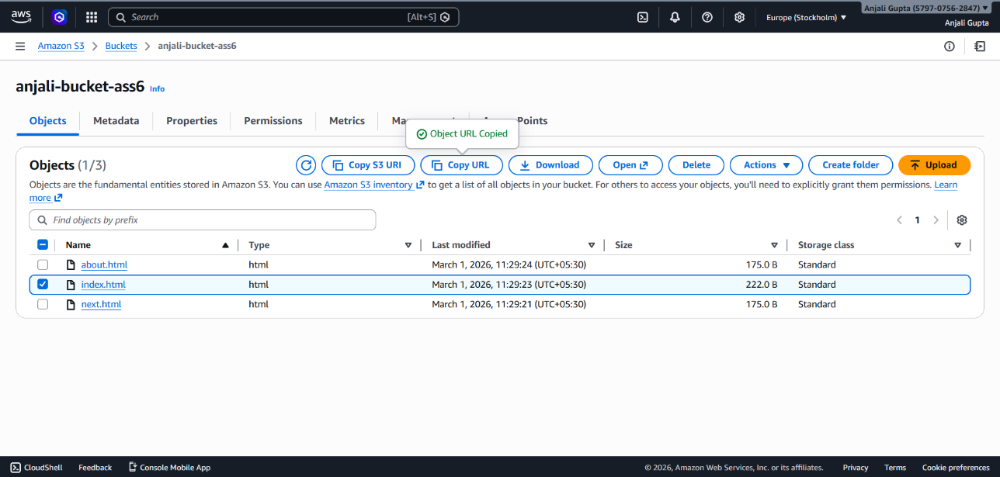 aws
Search [Alt+S]
Europe (Stockholm) ▼
Anjali Gupta (5797-0756-2847) ▼
Anjali Gupta
Amazon S3 > Buckets > anjali-bucket-ass6
anjali-bucket-ass6 Info
Objects Metadata Properties Permissions Metrics Points
Object URL Copied
Objects (1/3) Copy S3 URI Copy URL Download Open Delete Actions ▼ Create folder Upload
Objects are the fundamental entities stored in Amazon S3. You can use Amazon S3 inventory to get a list of all objects in your bucket. For others to access your objects, you'll need to explicitly grant them permissions. Learn
more
Find objects by prefix
1
Name Type Last modified Size Storage class
about.html html March 1, 2026, 11:29:24 (UTC+05:30) 175.0 B Standard
index.html html March 1, 2026, 11:29:23 (UTC+05:30) 222.0 B Standard
next.html html March 1, 2026, 11:29:21 (UTC+05:30) 175.0 B Standard
CloudShell Feedback Console Mobile App © 2026, Amazon Web Services, Inc. or its affiliates. Privacy Terms Cookie preferences